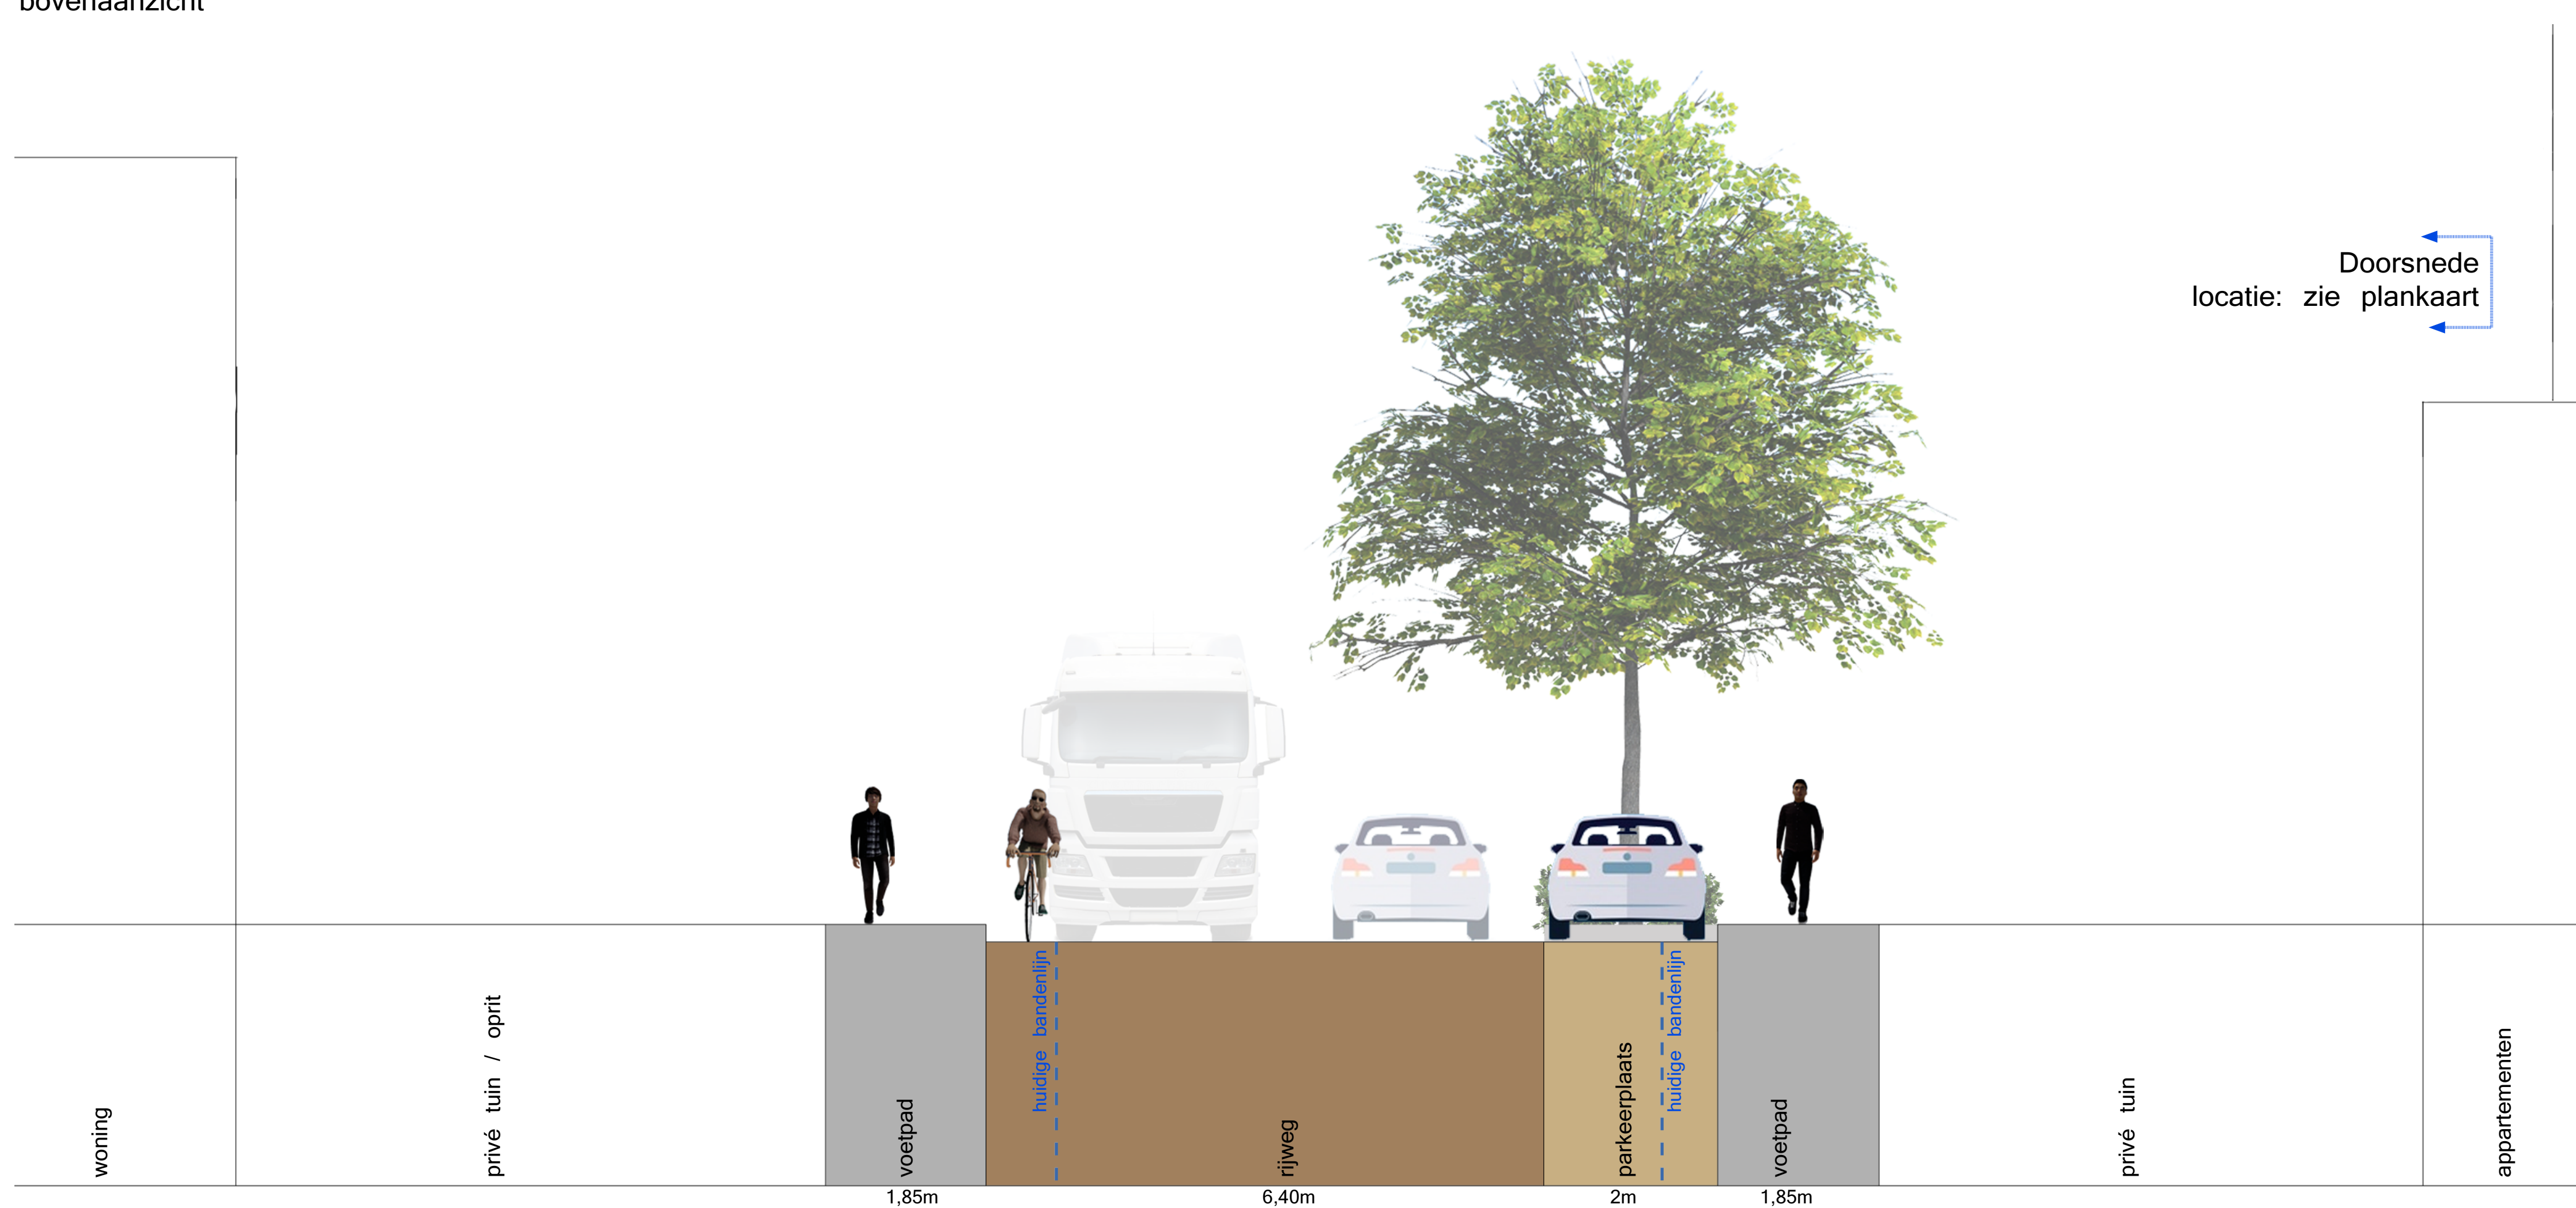 bovenaanzicht
Doorsnede
locatie: zie plankaart
woning
privé tuin / oprit
voetpad
huidige bandenlijn
rijweg
parkeerplaats
huidige bandenlijn
voetpad
privé tuin
appartementen
1,85m
6,40m
2m
1,85m